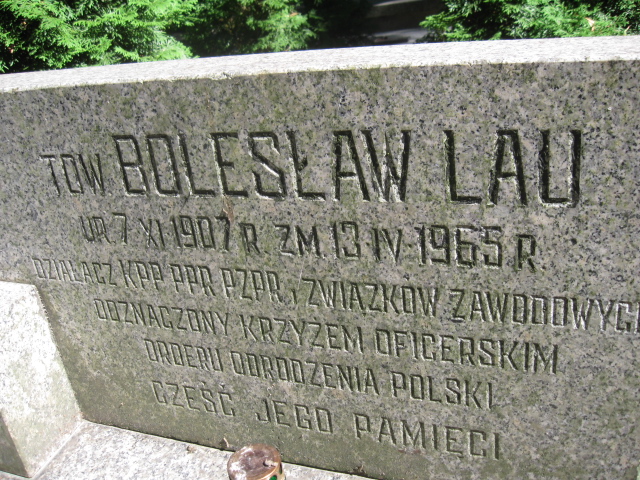 TOW BOLESŁAW LAU
UR. 7 XI 1907 R. ZM. 13 IV 1965 R.
DZIAŁACZ KPP PPR PZPR i ZWIĄZKÓW ZAWODOWYCH
ODZNACZONY KRZYŻEM OFICERSKIM
ORDERU ODRODZENIA POLSKI
CZEŚĆ JEGO PAMIĘCI